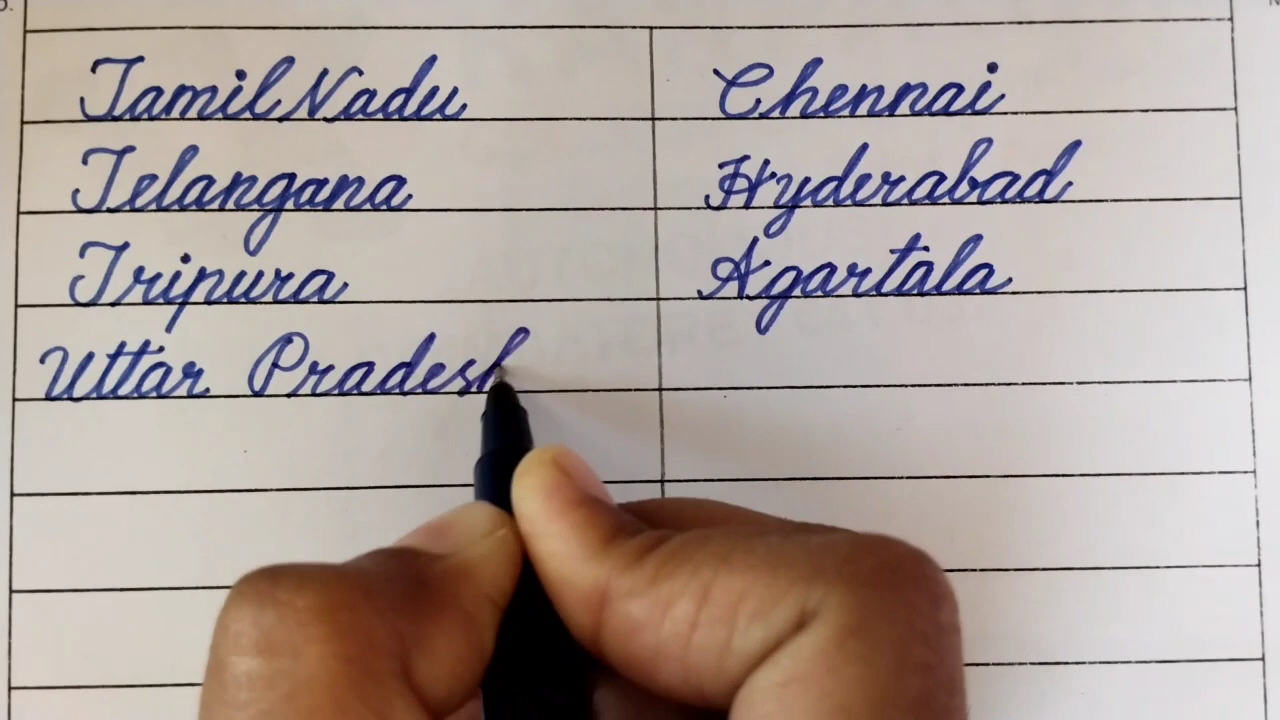 Tamil Nadu Chennai
Telangana Hyderabad
Tripura Agartala
Uttar Pradesh